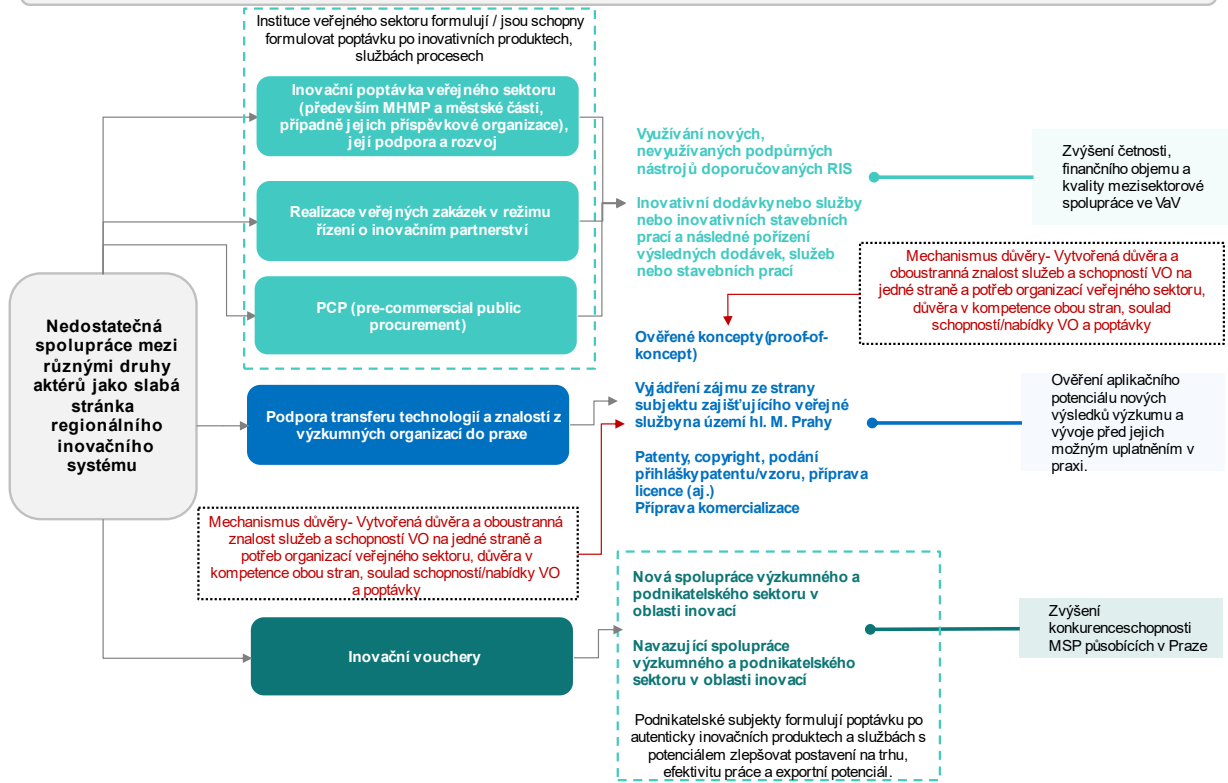 Instituce veřejného sektoru formulují / jsou schopny
formulovat poptávku po inovativních produktech,
službách procesech
Inovační poptávka veřejného sektoru
(především MHMP a městské části,
případně jejich příspěvkové organizace),
její podpora a rozvoj
Realizace veřejných zakázek v režimu
řízení o inovačním partnerství
PCP (pre-commerscial public
procurement)
Využívání nových,
nevyužívaných podpůrných
nástrojů doporučovaných RIS
Inovativní dodávky nebo služby
nebo inovativních stavebních
prací a následné pořízení
výsledných dodávek, služeb
nebo stavebních prací
Zvýšení četnosti,
finančního objemu a
kvality mezisektorové
spolupráce ve VaV
Mechanismus důvěry- Vytvořená důvěra a
oboustranná znalost služeb a schopností VO na
jedné straně a potřeb organizací veřejného sektoru,
důvěra v kompetence obou stran, soulad
schopností/nabídky VO a poptávky
Nedostatečná
spolupráce mezi
různými druhy
aktérů jako slabá
stránka
regionálního
inovačního
systému
Podpora transferu technologií a znalostí z
výzkumných organizací do praxe
Ověřené koncepty (proof-of-
koncept)
Vyjádření zájmu ze strany
subjektu zajišťujícího veřejné
služby na území hl. M. Prahy
Patenty, copyright, podání
přihlášky patentu/vzoru, příprava
licence (aj.)
Příprava komercializace
Ověření aplikačního
potenciálu nových
výsledků výzkumu a
vývoje před jejich
možným uplatněním v
praxi.
Mechanismus důvěry- Vytvořená důvěra a oboustranná
znalost služeb a schopností VO na jedné straně a
potřeb organizací veřejného sektoru, důvěra v
kompetence obou stran, soulad schopností/nabídky VO
a poptávky
Inovační vouchery
Nová spolupráce výzkumného a
podnikatelského sektoru v
oblasti inovací
Navazující spolupráce
výzkumného a podnikatelského
sektoru v oblasti inovací
Podnikatelské subjekty formulují poptávku po
autenticky inovačních produktech a službách s
potenciálem zlepšovat postavení na trhu,
efektivitu práce a exportní potenciál.
Zvýšení
konkurenceschopnosti
MSP působících v Praze